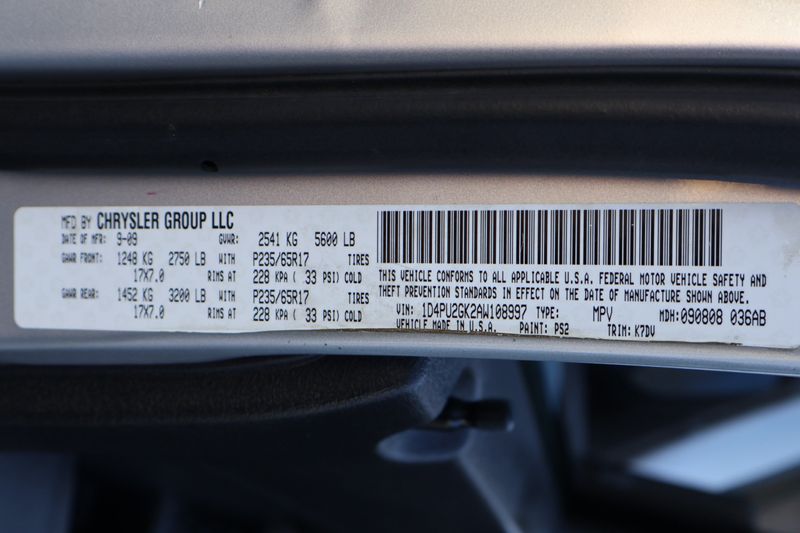 MFD BY CHRYSLER GROUP LLC
DATE OF MFR: 9-09 GVWR: 2541 KG 5600 LB
GAWR FRONT: 1248 KG 2750 LB WITH P235/65R17 TIRES
17X7.0 RIMS AT 228 KPA ( 33 PSI) COLD
GAWR REAR: 1452 KG 3200 LB WITH P235/65R17 TIRES
17X7.0 RIMS AT 228 KPA ( 33 PSI) COLD
THIS VEHICLE CONFORMS TO ALL APPLICABLE U.S.A. FEDERAL MOTOR VEHICLE SAFETY AND
THEFT PREVENTION STANDARDS IN EFFECT ON THE DATE OF MANUFACTURE SHOWN ABOVE.
VIN: 1D4PU2GK2AW108997 TYPE: MPV MDH: 090808 036AB
VEHICLE MADE IN U.S.A. PAINT: PS2 TRIM: K7DV